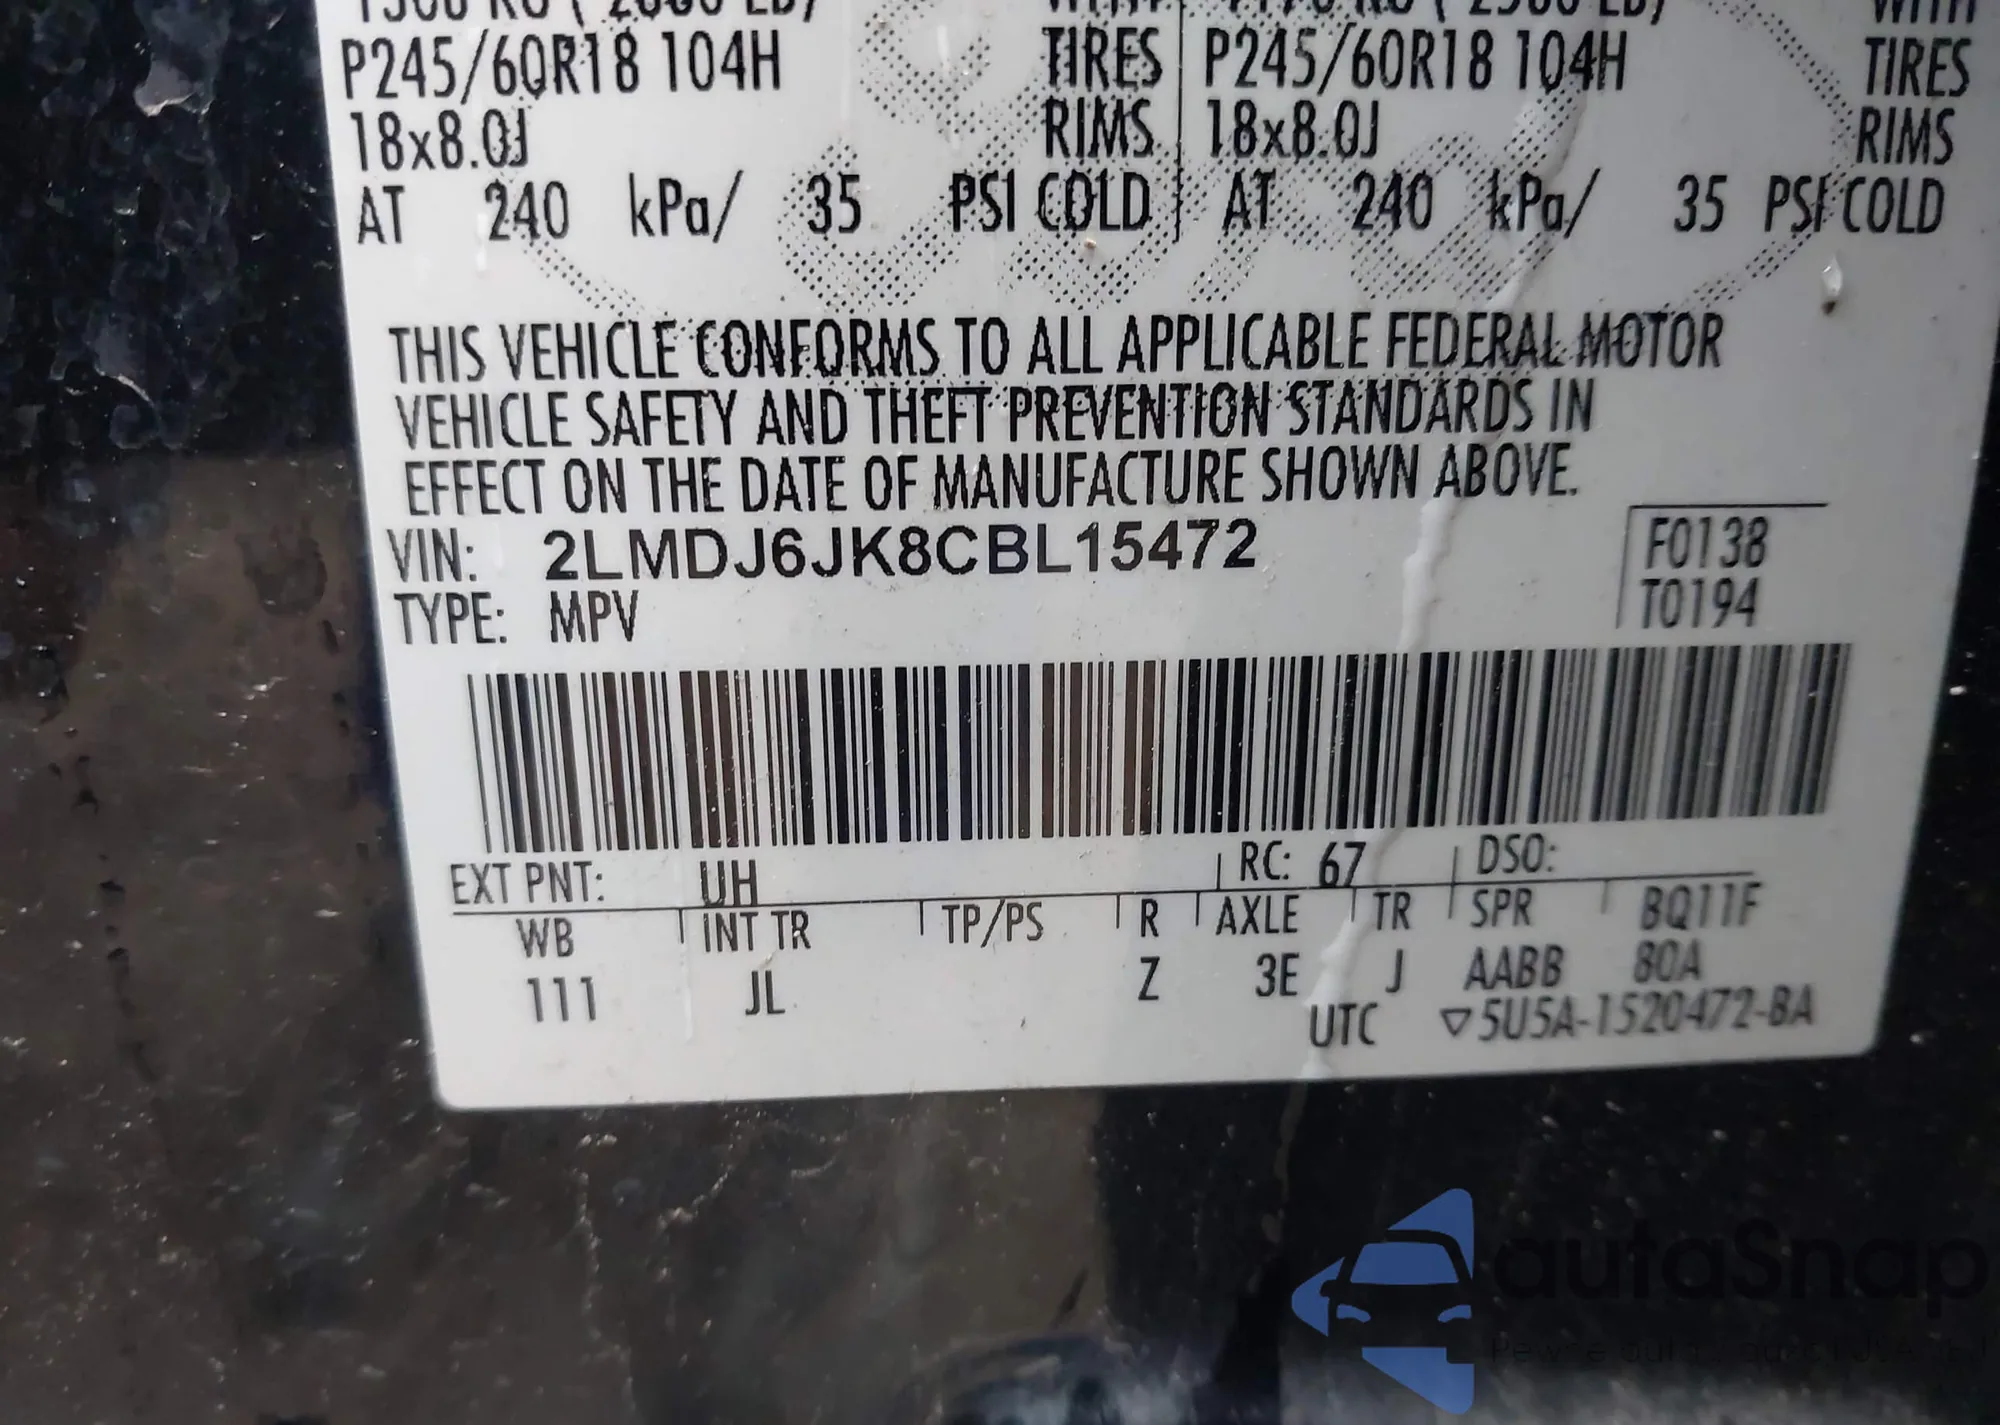 P245/60R18 104H TIRES P245/60R18 104H TIRES
18x8.0J RIMS 18x8.0J RIMS
AT 240 kPa/ 35 PSI COLD AT 240 kPa/ 35 PSI COLD
THIS VEHICLE CONFORMS TO ALL APPLICABLE FEDERAL MOTOR
VEHICLE SAFETY AND THEFT PREVENTION STANDARDS IN
EFFECT ON THE DATE OF MANUFACTURE SHOWN ABOVE.
VIN: 2LMDJ6JK8CBL15472 F0138
TYPE: MPV T0194
EXT PNT: UH RC: 67 DSO:
WB INT TR TP/PS R AXLE TR SPR BQ11F
111 JL Z 3E J AABB 80A
UTC ▽5U5A-1520472-BA
autoSnap